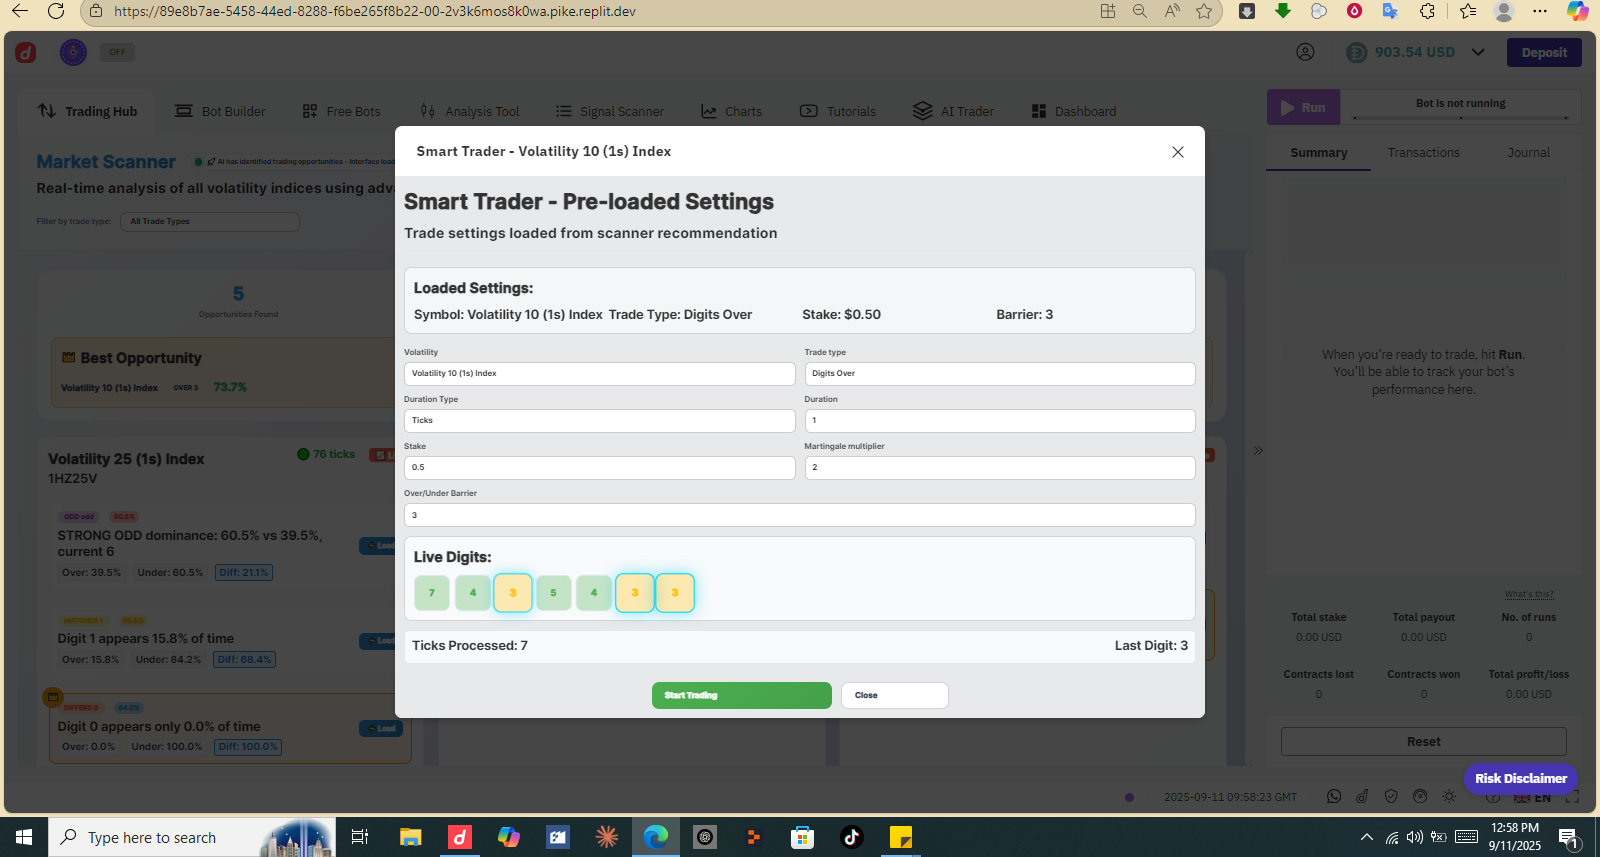 https://89e8b7ae-5458-44ed-8288-f6be265f8b22-00-2v3k6mos8k0wa.pike.replit.dev
OFF
903.54 USD
Deposit
Trading Hub
Bot Builder
Free Bots
Analysis Tool
Signal Scanner
Charts
Tutorials
AI Trader
Dashboard
Run
Bot is not running
Market Scanner
AI has identified trading opportunities - Interface load
Real-time analysis of all volatility indices using adv
Filter by trade type:
All Trade Types
5
Opportunities Found
Best Opportunity
Volatility 10 (1s) Index OVER 3 73.7%
Volatility 25 (1s) Index
76 ticks
1HZ25V
ODD odd 60.5%
STRONG ODD dominance: 60.5% vs 39.5%,
current 6
Load
Over: 39.5% Under: 60.5% Diff: 21.1%
MATCHES 1
Digit 1 appears 15.8% of time
Load
Over: 15.8% Under: 84.2% Diff: 68.4%
DIFFERS 0
Digit 0 appears only 0.0% of time
Load
Over: 0.0% Under: 100.0% Diff: 100.0%
Smart Trader - Volatility 10 (1s) Index
Smart Trader - Pre-loaded Settings
Trade settings loaded from scanner recommendation
Loaded Settings:
Symbol: Volatility 10 (1s) Index Trade Type: Digits Over Stake: $0.50 Barrier: 3
Volatility
Trade type
Volatility 10 (1s) Index
Digits Over
Duration Type
Duration
Ticks
1
Stake
Martingale multiplier
0.5
2
Over/Under Barrier
3
Live Digits:
7 4 3 5 4 3 3
Ticks Processed: 7
Last Digit: 3
Start Trading
Close
Summary
Transactions
Journal
When you're ready to trade, hit Run.
You'll be able to track your bot's
performance here.
What's this?
Total stake
Total payout
No. of runs
0.00 USD
0.00 USD
0
Contracts lost
Contracts won
Total profit/loss
0
0
0.00 USD
Reset
Risk Disclaimer
2025-09-11 09:58:23 GMT
EN
Type here to search
12:58 PM
9/11/2025
1